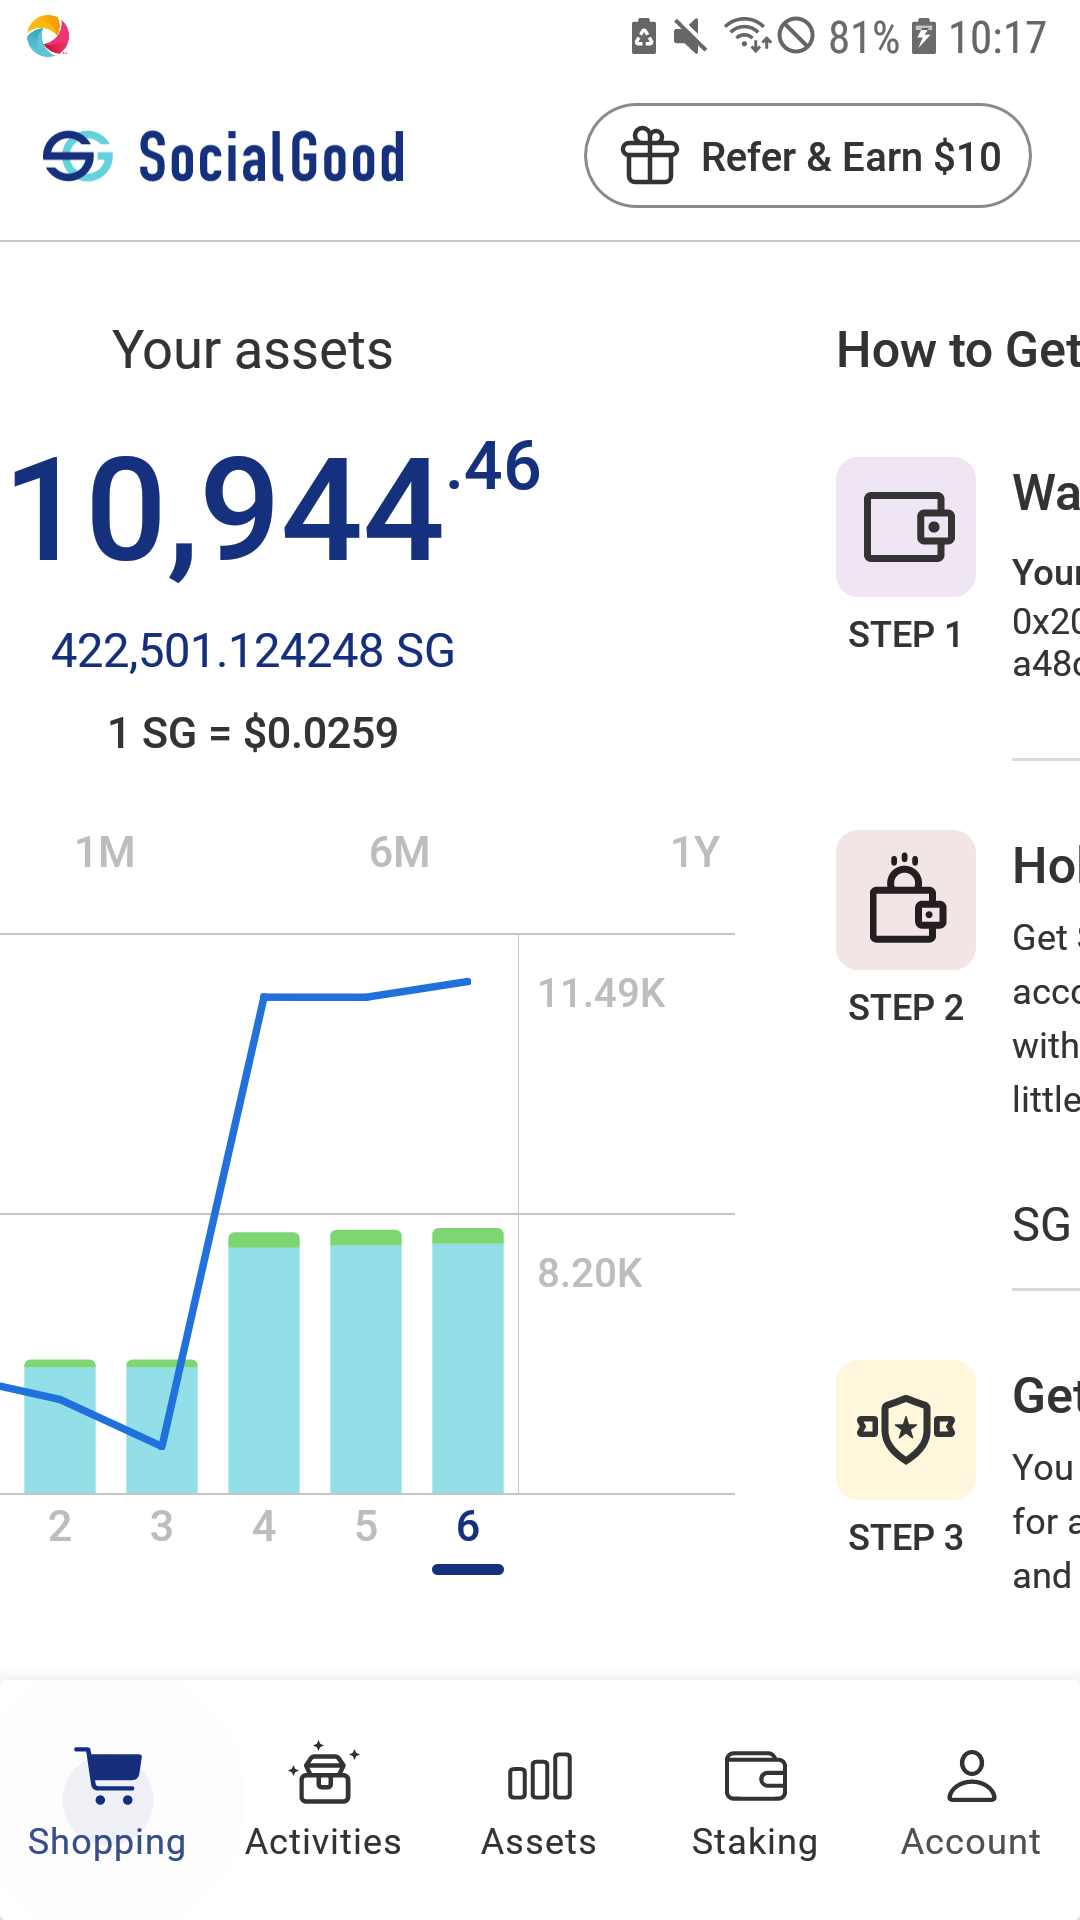 81% 10:17
SocialGood
Refer & Earn $10
Your assets
10,944.46
422,501.124248 SG
1 SG = $0.0259
1M 6M 1Y
11.49K
8.20K
2 3 4 5 6
How to Get
STEP 1
Wa
Your
0x20
a48
STEP 2
Hol
Get
acco
with
little
SG
STEP 3
Get
You
for a
and
Shopping
Activities
Assets
Staking
Account